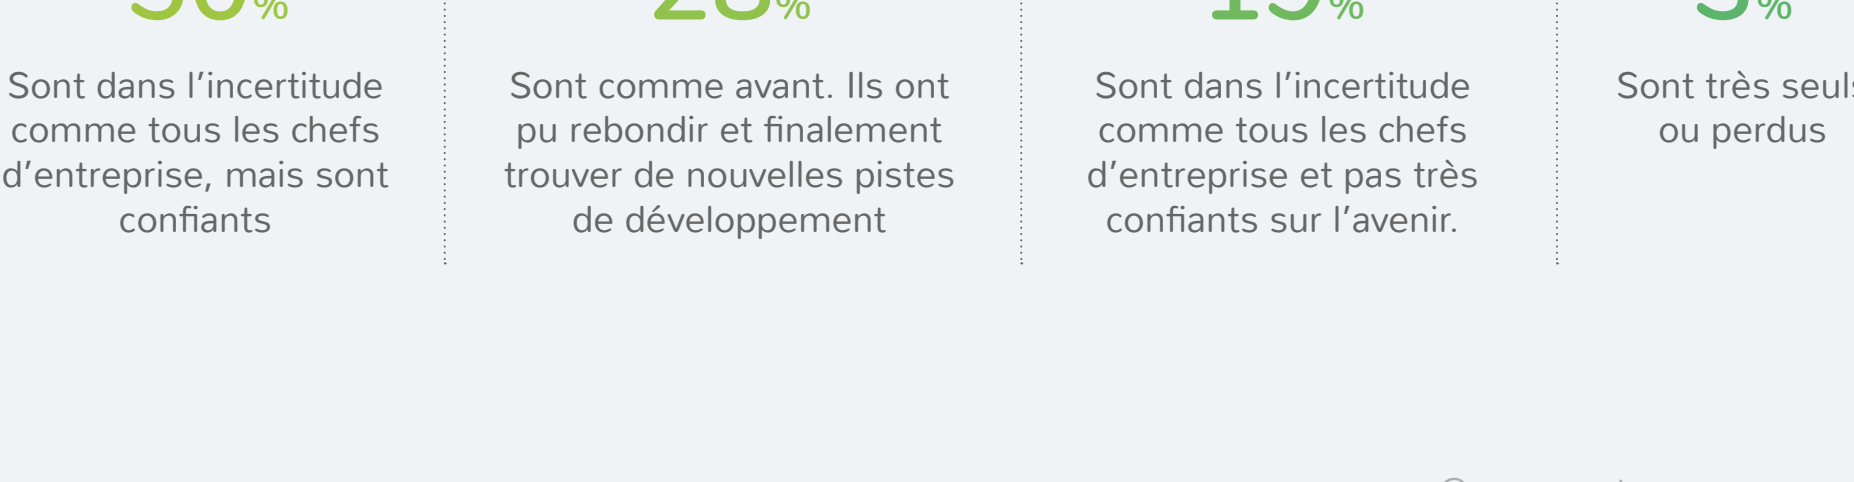 Sont dans l’incertitude
comme tous les chefs
d’entreprise, mais sont
confiants
Sont comme avant. Ils ont
pu rebondir et finalement
trouver de nouvelles pistes
de développement
Sont dans l’incertitude
comme tous les chefs
d’entreprise et pas très
confiants sur l’avenir.
Sont très seuls
ou perdus